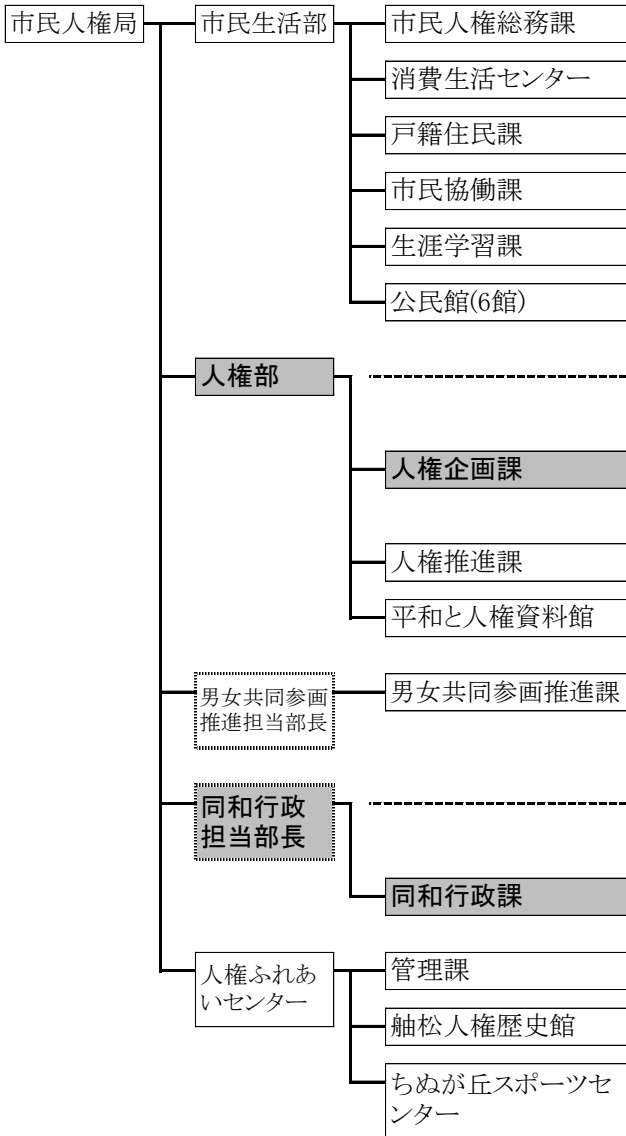 市民人権局
市民生活部
市民人権総務課
消費生活センター
戸籍住民課
市民協働課
生涯学習課
公民館(6館)
人権部
人権企画課
人権推進課
平和と人権資料館
男女共同参画
推進担当部長
男女共同参画推進課
同和行政
担当部長
同和行政課
人権ふれあ
いセンター
管理課
舳松人権歴史館
ちぬが丘スポーツセ
ンター